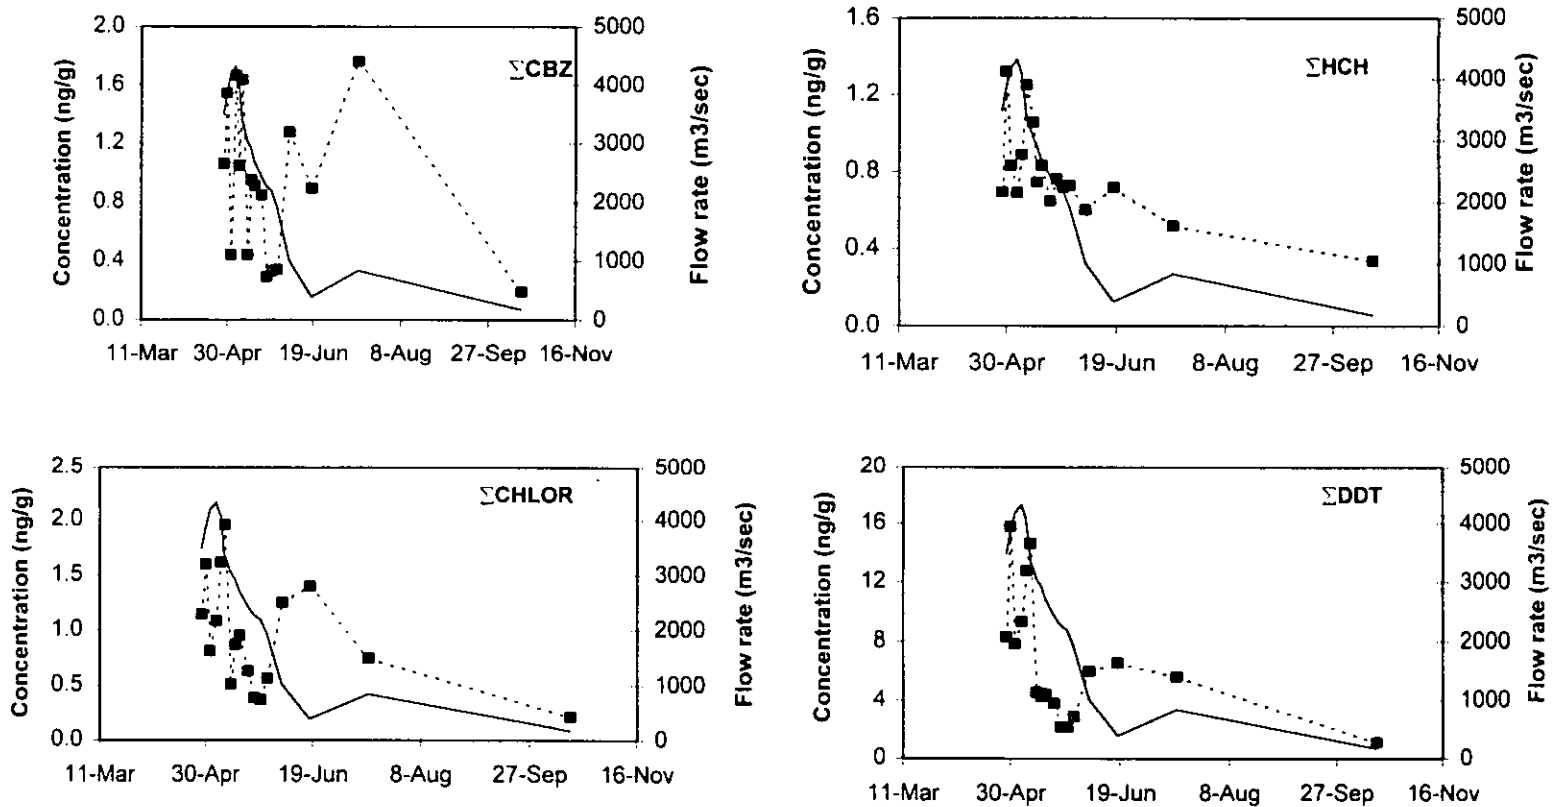 ∑CBZ
Concentration (ng/g)
2.0
1.6
1.2
0.8
0.4
0.0
5000
4000
3000
2000
1000
0
Flow rate (m3/sec)
11-Mar 30-Apr 19-Jun 8-Aug 27-Sep 16-Nov
∑HCH
Concentration (ng/g)
1.6
1.2
0.8
0.4
0.0
5000
4000
3000
2000
1000
0
Flow rate (m3/sec)
11-Mar 30-Apr 19-Jun 8-Aug 27-Sep 16-Nov
∑CHLOR
Concentration (ng/g)
2.5
2.0
1.5
1.0
0.5
0.0
5000
4000
3000
2000
1000
0
Flow rate (m3/sec)
11-Mar 30-Apr 19-Jun 8-Aug 27-Sep 16-Nov
∑DDT
Concentration (ng/g)
20
16
12
8
4
0
5000
4000
3000
2000
1000
0
Flow rate (m3/sec)
11-Mar 30-Apr 19-Jun 8-Aug 27-Sep 16-Nov